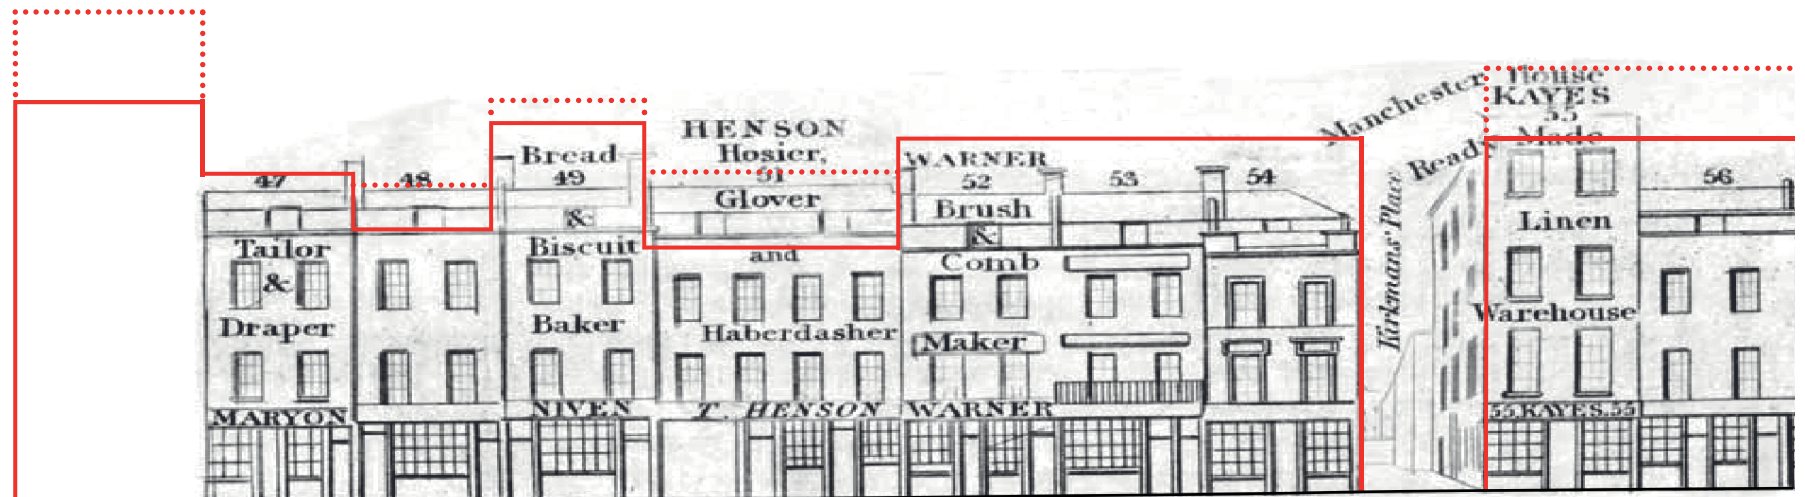 47
Tailor
&
Draper
MARYON
48
Bread
49
&
Biscuit
Baker
NIVEN
HENSON
Hosier,
51
Glover
and
Haberdasher
T. HENSON
WARNER
52
Brush
&
Comb
Maker
WARNER
53
54
Kirkmans' Place
Manchester House
KAYES
55
Ready Made
Linen
Warehouse
55. KAYES. 55
56